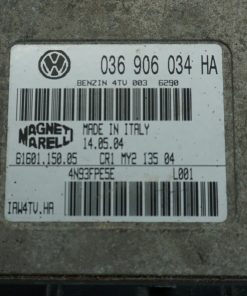 036 906 034 HA
BENZIN 4TV 003 6290
MAGNETI MARELLI
MADE IN ITALY
14.05.04
61601.150.05 CR1 MY2 135 04
4N93FPE5E L001
IAW4TV.HA